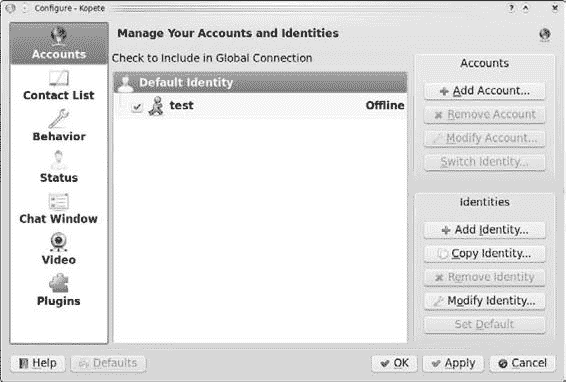 Configure - Kopete
Accounts
Contact List
Behavior
Status
Chat Window
Video
Plugins
Manage Your Accounts and Identities
Check to Include in Global Connection
Default Identity
test Offline
Accounts
Add Account...
Remove Account
Modify Account...
Switch Identity...
Identities
Add Identity...
Copy Identity...
Remove Identity
Modify Identity...
Set Default
Help
Defaults
OK
Apply
Cancel